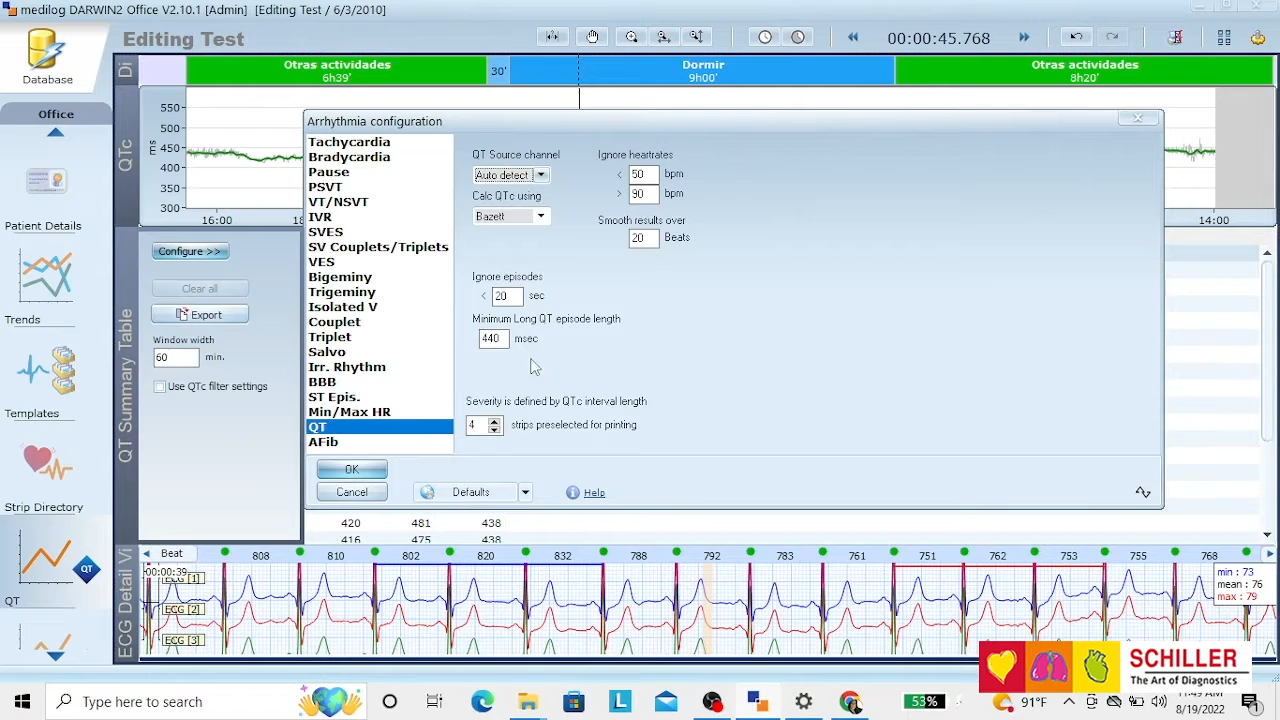 medilog DARWIN2 Office V2.10.1 [Admin] [Editing Test / 6/3/2010]
Editing Test
00:00:45.768
Database
Office
Patient Details
Trends
Templates
Strip Directory
QT
QT
Di
Otras actividades
6h39'
30'
Dormir
9h00'
Otras actividades
8h20'
QTc
ms
550
500
450
400
350
300
16:00
14:00
QT Summary Table
Configure >>
Clear all
Export
Window width
60 min.
Use QTc filter settings
Arrhythmia configuration
Tachycardia
Bradycardia
Pause
PSVT
VT/NSVT
IVR
SVES
SV Couplets/Triplets
VES
Bigeminy
Trigeminy
Isolated V
Couplet
Triplet
Salvo
Irr. Rhythm
BBB
ST Epis.
Min/Max HR
QT
AFib
QT Source channel
Auto detect
Calc QTc using
Bazett
Ignore heartrates
< 50 bpm
> 90 bpm
Smooth results over
20 Beats
Ignore episodes
< 20 sec
Minimum Long QT episode length
440 msec
Severity is defined by QTc interval length
4 strips preselected for printing
OK
Cancel
Defaults
Help
420 481 438
416 475 438
ECG Detail Vi
Beat 808 810 802 820 832 788 792 783 761 751 762 753 755 768
00:00:39
ECG [1]
ECG [2]
ECG [3]
min : 73
mean : 76
max : 79
SCHILLER
The Art of Diagnostics
Type here to search
53%
91°F
8/19/2022